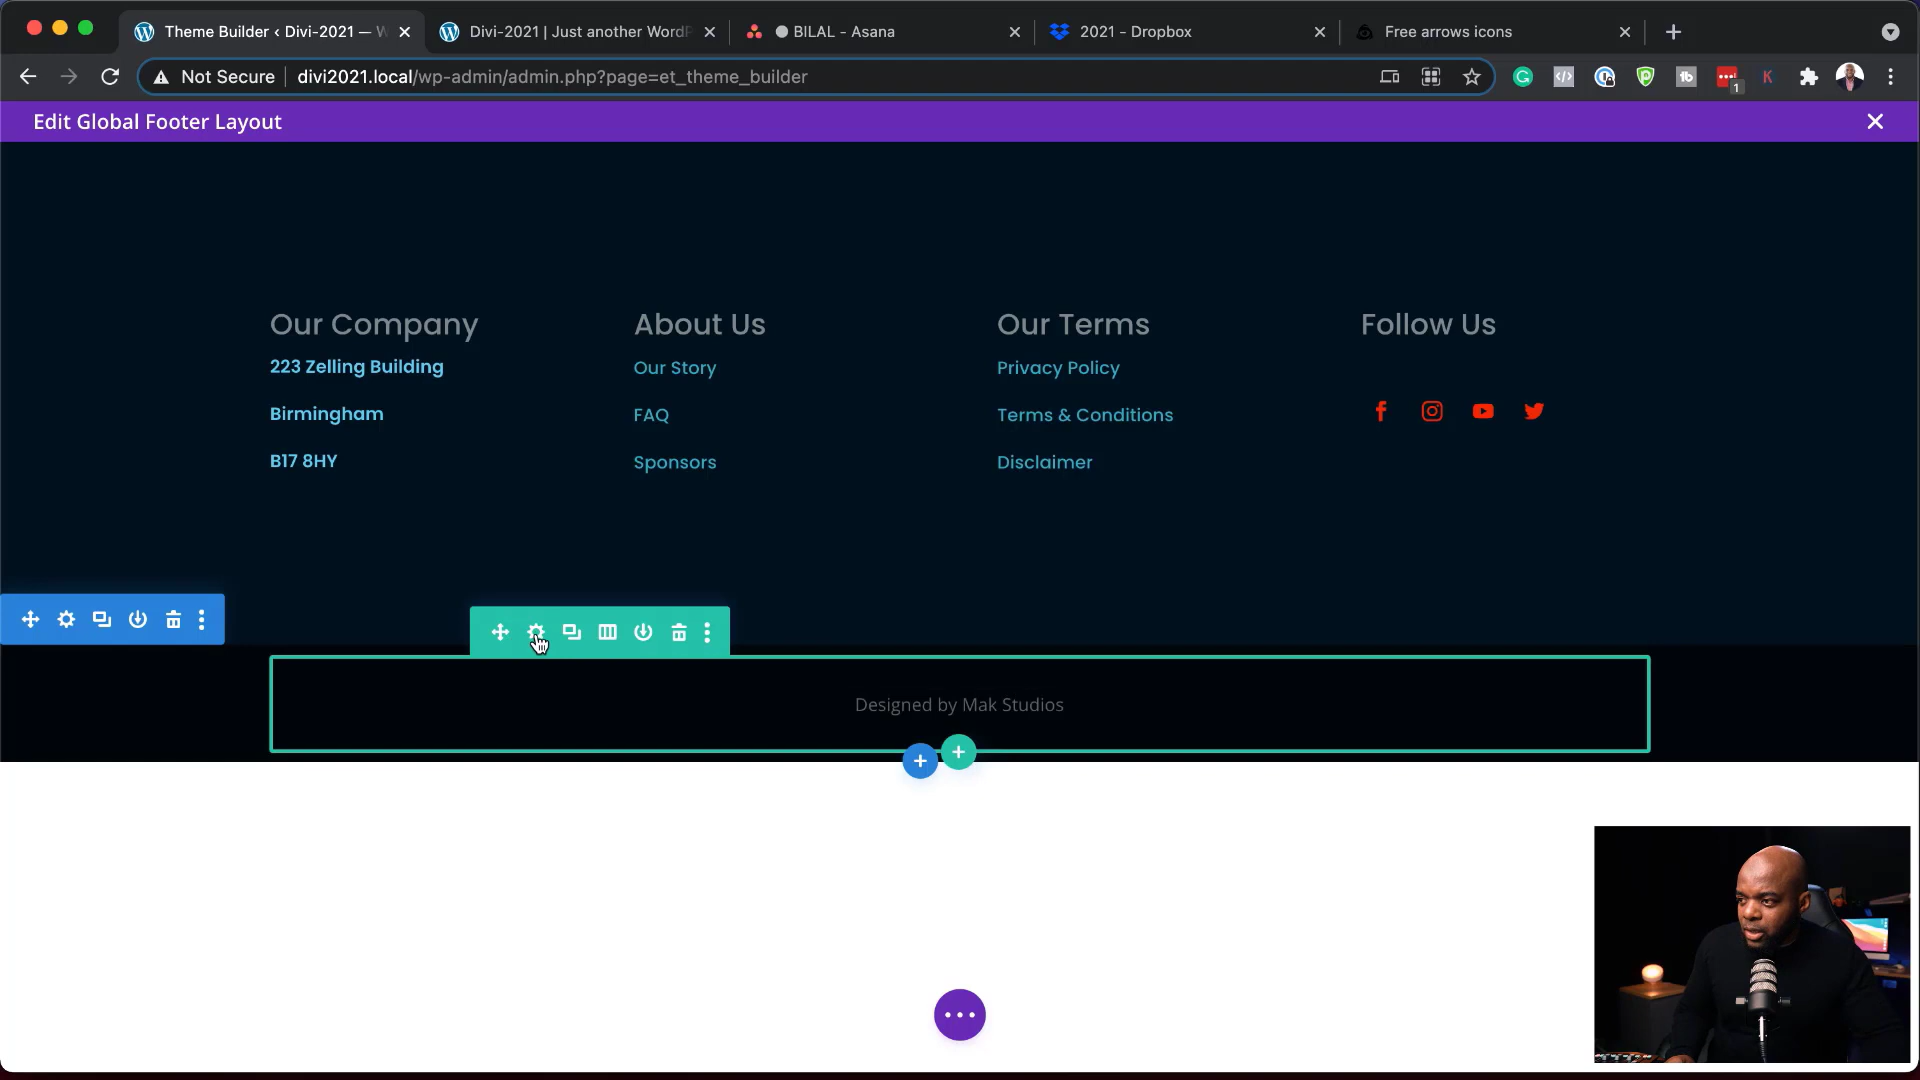 Theme Builder ‹ Divi-2021 — W
Divi-2021 | Just another WordP
BILAL - Asana
2021 - Dropbox
Free arrows icons
Not Secure
divi2021.local/wp-admin/admin.php?page=et_theme_builder
1
Edit Global Footer Layout
Our Company
About Us
Our Terms
Follow Us
223 Zelling Building
Our Story
Privacy Policy
Birmingham
FAQ
Terms & Conditions
B17 8HY
Sponsors
Disclaimer
Designed by Mak Studios